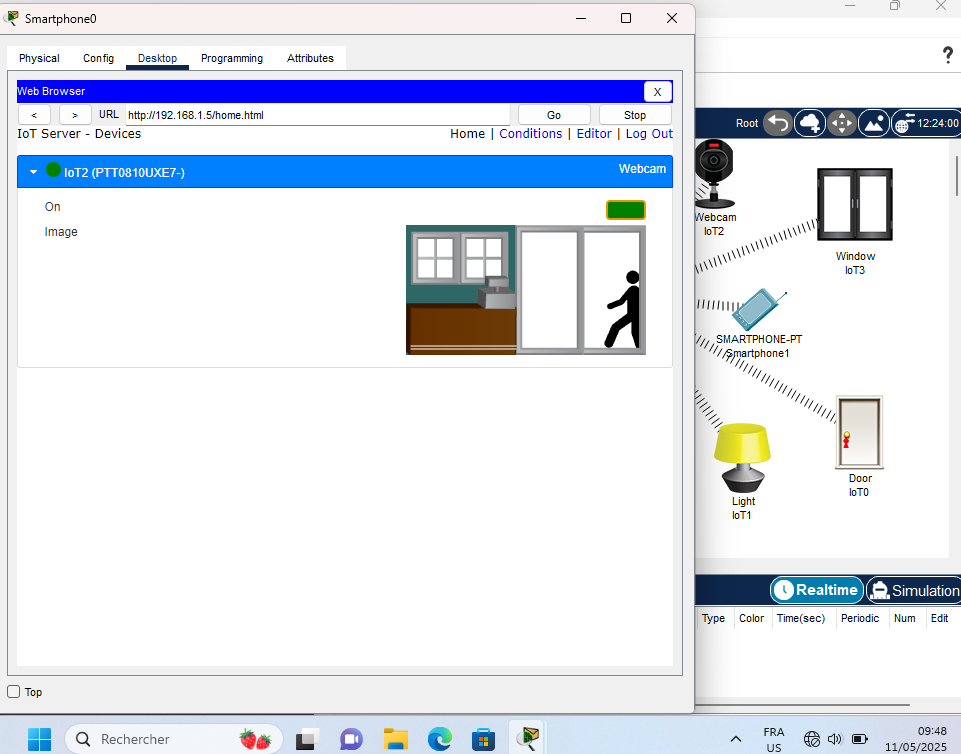 Smartphone0
Physical Config Desktop Programming Attributes
Web Browser X
< > URL http://192.168.1.5/home.html Go Stop
IoT Server - Devices Home | Conditions | Editor | Log Out
IoT2 (PTT0810UXE7-) Webcam
On
Image
Top
?
Root 12:24:00
Webcam
IoT2
Window
IoT3
SMARTPHONE-PT
Smartphone1
Door
IoT0
Light
IoT1
Realtime Simulation
Type Color Time(sec) Periodic Num Edit
Rechercher
FRA
US
09:48
11/05/2025